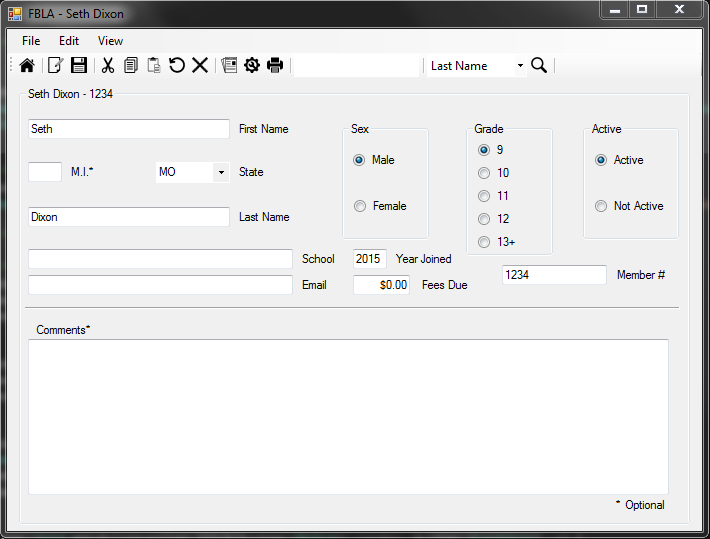 FBLA - Seth Dixon
File Edit View
Last Name
Seth Dixon - 1234
Seth First Name
Sex
Male
Female
Grade
9
10
11
12
13+
Active
Active
Not Active
M.I.* MO State
Dixon Last Name
School 2015 Year Joined
Email $0.00 Fees Due
1234 Member #
Comments*
* Optional